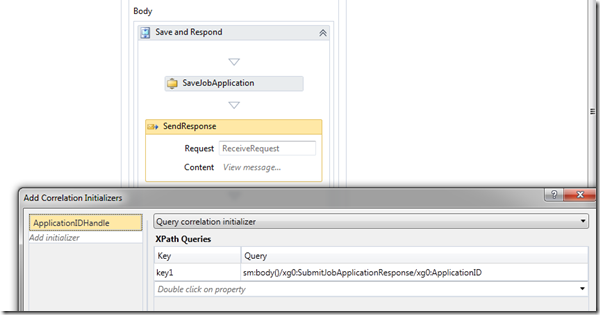 Body
Save and Respond
SaveJobApplication
SendResponse
Request ReceiveRequest
Content View message...
Add Correlation Initializers
?
ApplicationIDHandle
Add initializer
Query correlation initializer
XPath Queries
Key Query
key1 sm:body()/xg0:SubmitJobApplicationResponse/xg0:ApplicationID
Double click on property